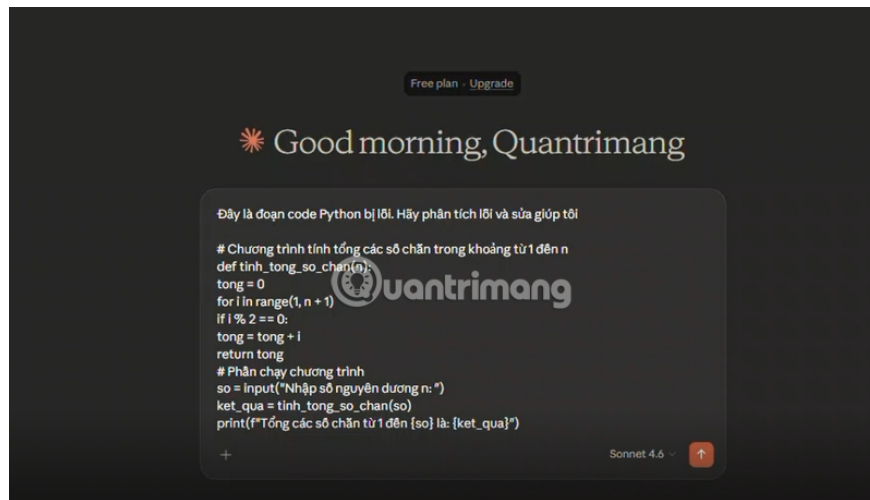 Free plan - Upgrade
Good morning, Quantrimang
Đây là đoạn code Python bị lỗi. Hãy phân tích lỗi và sửa giúp tôi
# Chương trình tính tổng các số chẵn trong khoảng từ 1 đến n
def tinh_tong_so_chan(n):
tong = 0
for i in range(1, n + 1)
if i % 2 == 0:
tong = tong + i
return tong
# Phần chạy chương trình
so = input("Nhập số nguyên dương n: ")
ket_qua = tinh_tong_so_chan(so)
print(f"Tổng các số chẵn từ 1 đến {so} là: {ket_qua}")
Quantrimang
+
Sonnet 4.6